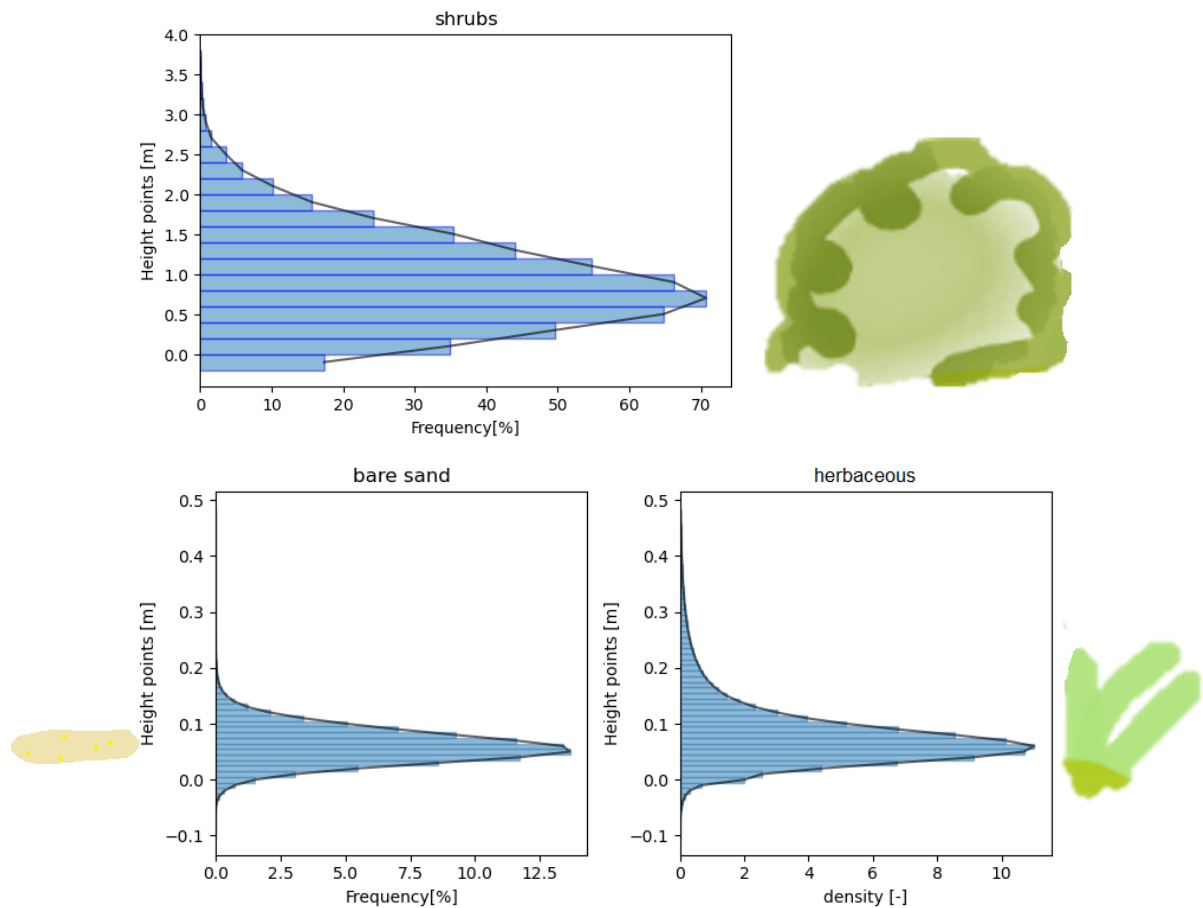 shrubs
Height points [m]
4.0
3.5
3.0
2.5
2.0
1.5
1.0
0.5
0.0
0 10 20 30 40 50 60 70
Frequency[%]
bare sand
Height points [m]
0.5
0.4
0.3
0.2
0.1
0.0
−0.1
0.0 2.5 5.0 7.5 10.0 12.5
Frequency[%]
herbaceous
Height points [m]
0.5
0.4
0.3
0.2
0.1
0.0
−0.1
0 2 4 6 8 10
density [-]